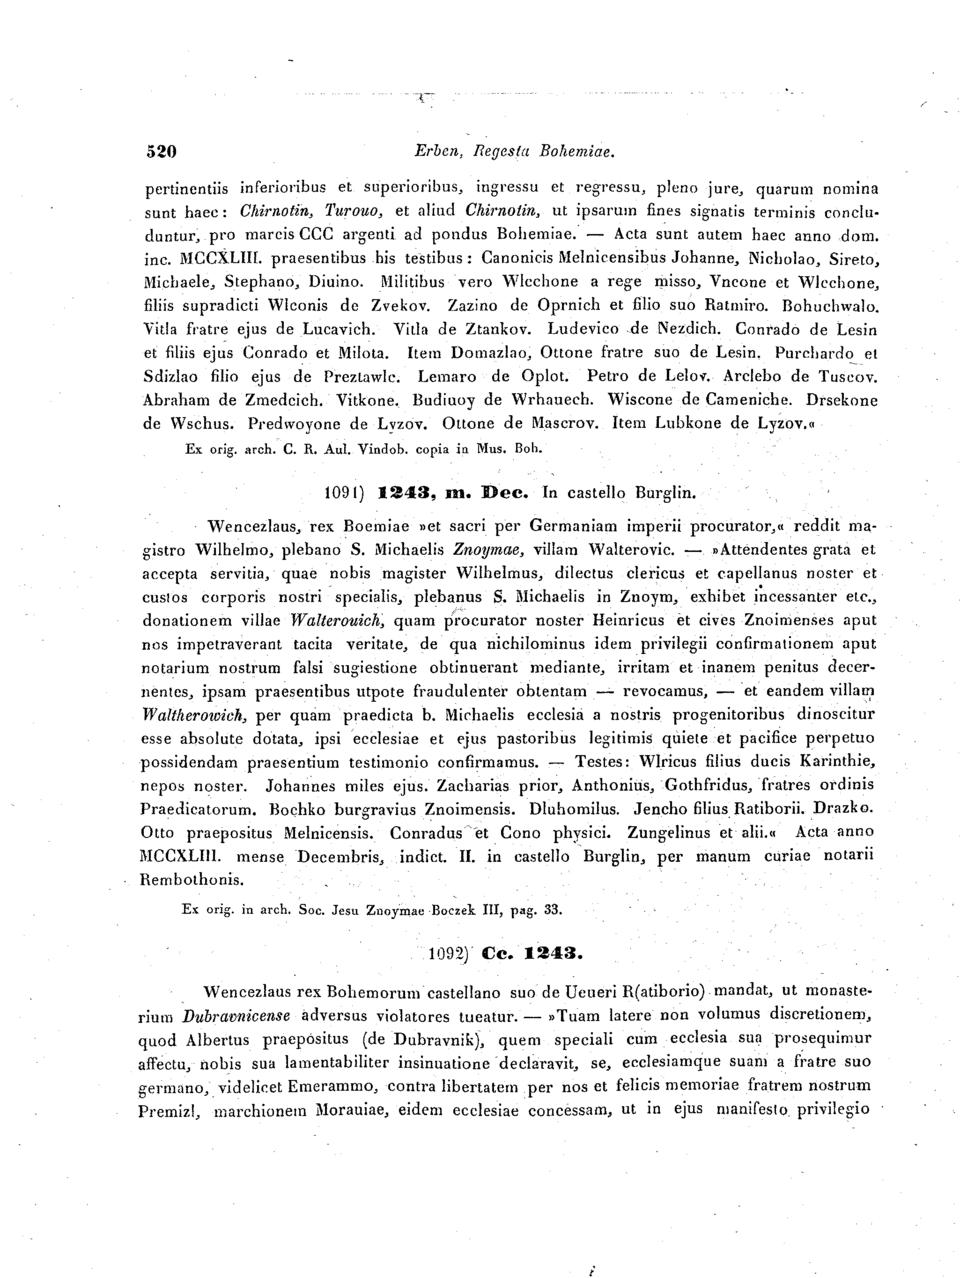 520 Erben, Regesta Bohemiae.
pertinentiis inferioribus et superioribus, ingressu et regressu, pleno jure, quarum nomina
sunt haec: Chirnotin, Turouo, et aliud Chirnotin, ut ipsarum fines signatis terminis conclu-
duntur, pro marcis CCC argenti ad pondus Bohemiae. — Acta sunt autem haec anno dom.
inc. MCCXLIII. praesentibus his testibus: Canonicis Melnicensibus Johanne, Nicholao, Sireto,
Michaele, Stephano, Diuino. Militibus vero Wlcchone a rege misso, Vncone et Wlcchone,
filiis supradicti Wlconis de Zvekov. Zazino de Oprnich et filio suo Ratmiro. Bohuchwalo.
Vitla fratre ejus de Lucavich. Vitla de Ztankov. Ludevico de Nezdich. Conrado de Lesin
et filiis ejus Conrado et Milota. Item Domazlao, Ottone fratre suo de Lesin. Purchardo et
Sdizlao filio ejus de Preztawlc. Lemaro de Oplot. Petro de Lelov. Arclebo de Tuscov.
Abraham de Zmedcich. Vitkone. Budiuoy de Wrhauech. Wiscone de Cameniche. Drsekone
de Wschus. Predwoyone de Lyzov. Ottone de Mascrov. Item Lubkone de Lyzov.«
Ex orig. arch. C. R. Aul. Vindob. copia in Mus. Boh.
1091) 1243, m. Dec. In castello Burglin.
Wencezlaus, rex Boemiae »et sacri per Germaniam imperii procurator,« reddit ma-
gistro Wilhelmo, plebano S. Michaelis Znoymae, villam Walterovic. — »Attendentes grata et
accepta servitia, quae nobis magister Wilhelmus, dilectus clericus et capellanus noster et
custos corporis nostri specialis, plebanus S. Michaelis in Znoym, exhibet incessanter etc.,
donationem villae Walterouich, quam procurator noster Heinricus et cives Znoimenses aput
nos impetraverant tacita veritate, de qua nichilominus idem privilegii confirmationem aput
notarium nostrum falsi sugiestione obtinuerant mediante, irritam et inanem penitus decer-
nentes, ipsam praesentibus utpote fraudulenter obtentam — revocamus, — et eandem villam
Waltherowich, per quam praedicta b. Michaelis ecclesia a nostris progenitoribus dinoscitur
esse absolute dotata, ipsi ecclesiae et ejus pastoribus legitimis quiete et pacifice perpetuo
possidendam praesentium testimonio confirmamus. — Testes: Wlricus filius ducis Karinthie,
nepos noster. Johannes miles ejus. Zacharias prior, Anthonius, Gothfridus, fratres ordinis
Praedicatorum. Bochko burgravius Znoimensis. Dluhomilus. Jencho filius Ratiborii. Drazko.
Otto praepositus Melnicensis. Conradus et Cono physici. Zungelinus et alii.« Acta anno
MCCXLIII. mense Decembris, indict. II. in castello Burglin, per manum curiae notarii
Rembothonis.
Ex orig. in arch. Soc. Jesu Znoymae Boczek III, pag. 33.
1092) Cc. 1243.
Wencezlaus rex Bohemorum castellano suo de Ueueri R(atiborio) mandat, ut monaste-
rium Dubravnicense adversus violatores tueatur. — »Tuam latere non volumus discretionem,
quod Albertus praepositus (de Dubravnik), quem speciali cum ecclesia sua prosequimur
affectu, nobis sua lamentabiliter insinuatione declaravit, se, ecclesiamque suam a fratre suo
germano, videlicet Emerammo, contra libertatem per nos et felicis memoriae fratrem nostrum
Premizl, marchionem Morauiae, eidem ecclesiae concessam, ut in ejus manifesto privilegio